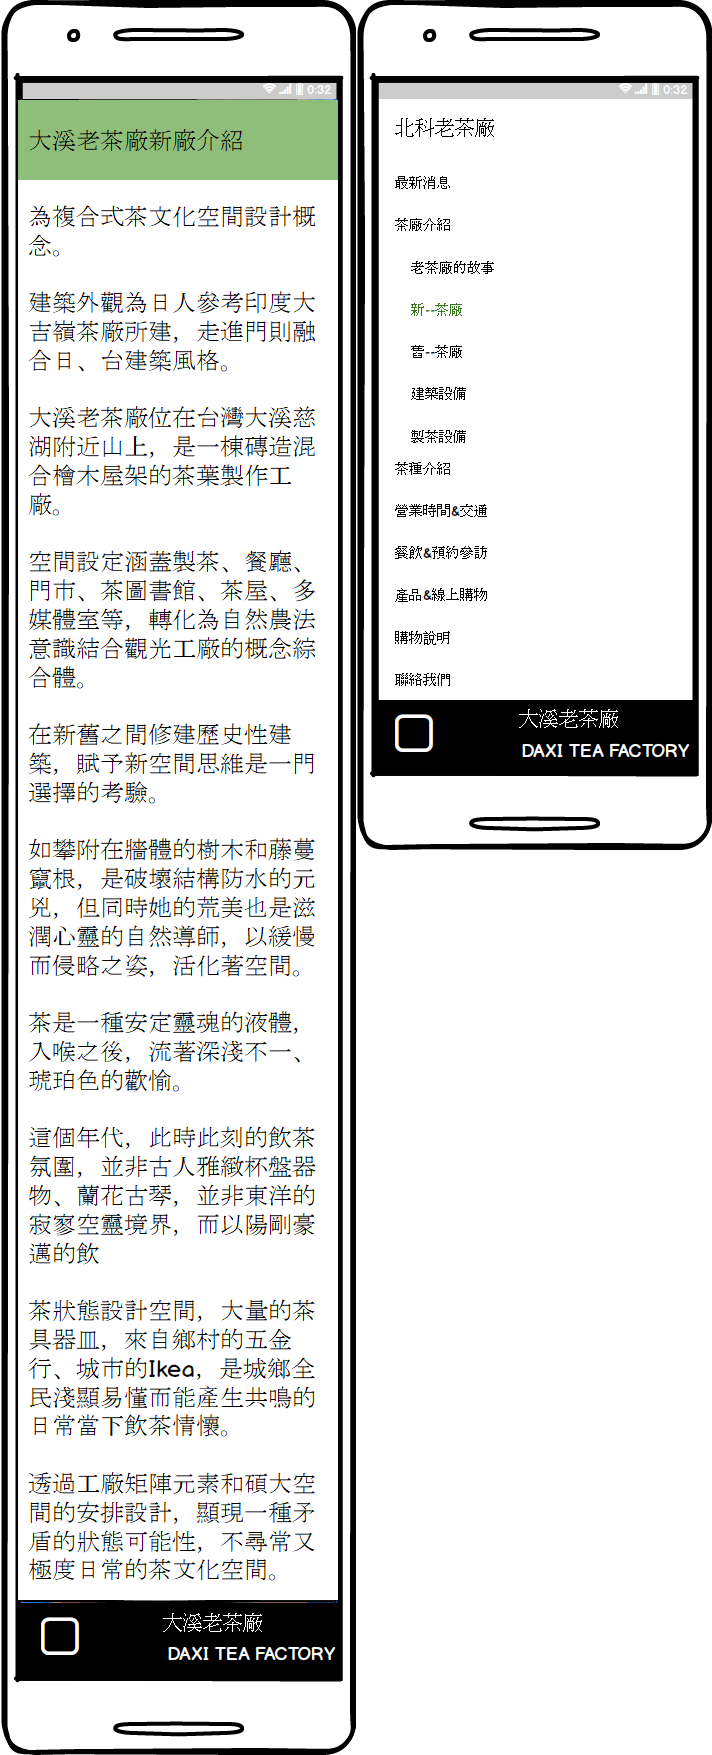 0:32
大溪老茶廠新廠介紹
為複合式茶文化空間設計概
念。
建築外觀為日人參考印度大
吉嶺茶廠所建，走進門則融
合日、台建築風格。
大溪老茶廠位在台灣大溪慈
湖附近山上，是一棟磚造混
合檜木屋架的茶葉製作工
廠。
空間設定涵蓋製茶、餐廳、
門市、茶圖書館、茶屋、多
媒體室等，轉化為自然農法
意識結合觀光工廠的概念綜
合體。
在新舊之間修建歷史性建
築，賦予新空間思維是一門
選擇的考驗。
如攀附在牆體的樹木和藤蔓
竄根，是破壞結構防水的元
兇，但同時她的荒美也是滋
潤心靈的自然導師，以緩慢
而侵略之姿，活化著空間。
茶是一種安定靈魂的液體，
入喉之後，流著深淺不一、
琥珀色的歡愉。
這個年代，此時此刻的飲茶
氛圍，並非古人雅緻杯盤器
物、蘭花古琴，並非東洋的
寂寥空靈境界，而以陽剛豪
邁的飲
茶狀態設計空間，大量的茶
具器皿，來自鄉村的五金
行、城市的Ikea，是城鄉全
民淺顯易懂而能產生共鳴的
日常當下飲茶情懷。
透過工廠矩陣元素和碩大空
間的安排設計，顯現一種矛
盾的狀態可能性，不尋常又
極度日常的茶文化空間。
大溪老茶廠
DAXI TEA FACTORY
0:32
北科老茶廠
最新消息
茶廠介紹
老茶廠的故事
新--茶廠
舊--茶廠
建築設備
製茶設備
茶種介紹
營業時間&交通
餐飲&預約參訪
產品&線上購物
購物說明
聯絡我們
大溪老茶廠
DAXI TEA FACTORY